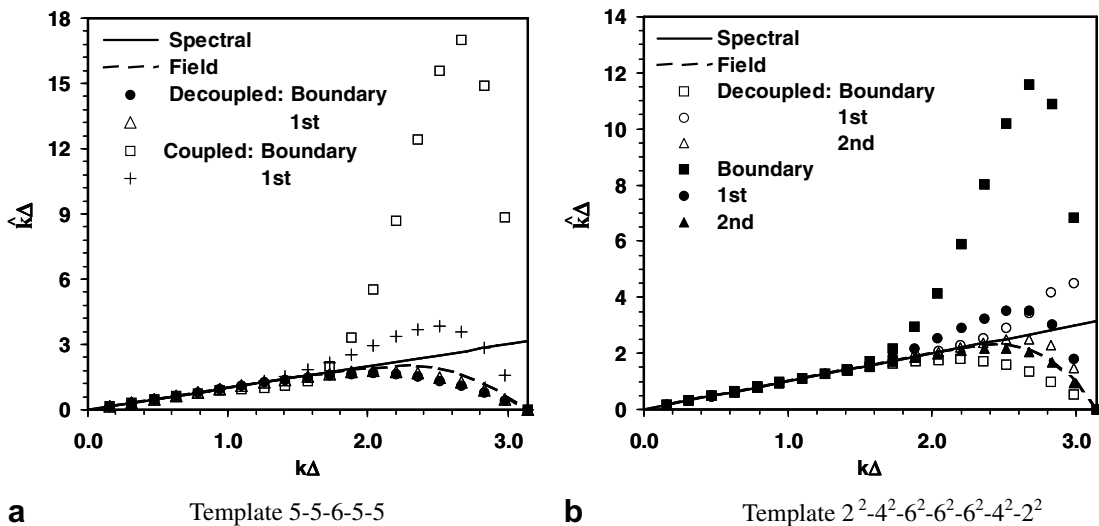 18
15
12
9
6
3
0
k̂Δ
Spectral
Field
Decoupled: Boundary
1st
Coupled: Boundary
1st
0.0 1.0 2.0 3.0
kΔ
a Template 5-5-6-5-5
14
12
10
8
6
4
2
0
k̂Δ
Spectral
Field
Decoupled: Boundary
1st
2nd
Boundary
1st
2nd
0.0 1.0 2.0 3.0
kΔ
b Template 2²-4²-6²-6²-6²-4²-2²